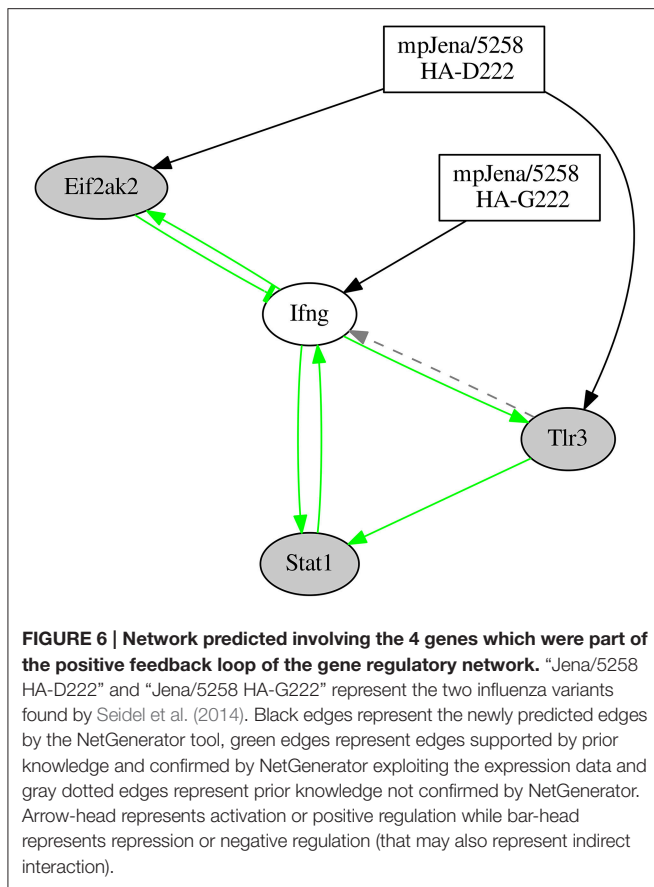 mpJena/5258
HA-D222
mpJena/5258
HA-G222
Eif2ak2
Ifng
Tlr3
Stat1
FIGURE 6 | Network predicted involving the 4 genes which were part of
the positive feedback loop of the gene regulatory network. “Jena/5258
HA-D222” and “Jena/5258 HA-G222” represent the two influenza variants
found by Seidel et al. (2014). Black edges represent the newly predicted edges
by the NetGenerator tool, green edges represent edges supported by prior
knowledge and confirmed by NetGenerator exploiting the expression data and
gray dotted edges represent prior knowledge not confirmed by NetGenerator.
Arrow-head represents activation or positive regulation while bar-head
represents repression or negative regulation (that may also represent indirect
interaction).